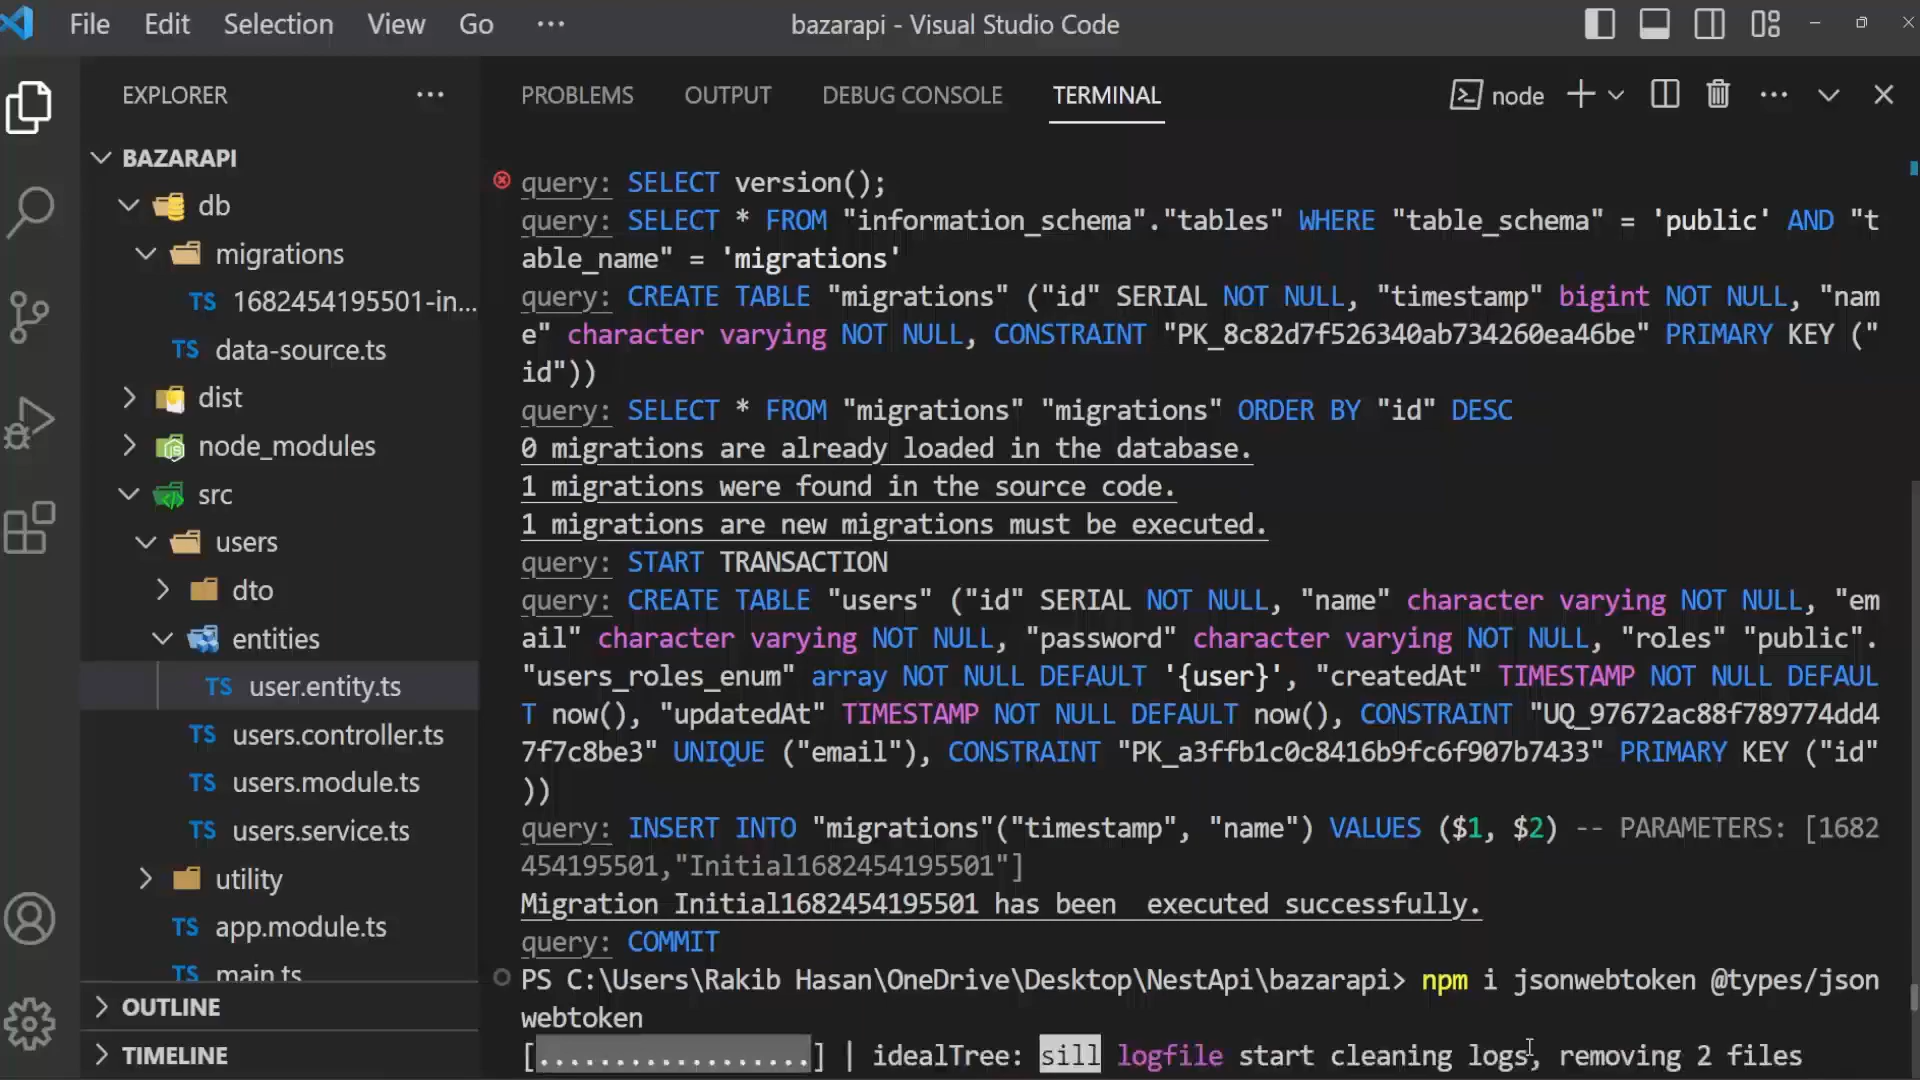 File Edit Selection View Go ··· bazarapi - Visual Studio Code
EXPLORER ···
BAZARAPI
db
migrations
TS 1682454195501-in...
TS data-source.ts
dist
node_modules
src
users
dto
entities
TS user.entity.ts
TS users.controller.ts
TS users.module.ts
TS users.service.ts
utility
TS app.module.ts
TS main.ts
OUTLINE
TIMELINE
PROBLEMS OUTPUT DEBUG CONSOLE TERMINAL node
query: SELECT version();
query: SELECT * FROM "information_schema"."tables" WHERE "table_schema" = 'public' AND "t
able_name" = 'migrations'
query: CREATE TABLE "migrations" ("id" SERIAL NOT NULL, "timestamp" bigint NOT NULL, "nam
e" character varying NOT NULL, CONSTRAINT "PK_8c82d7f526340ab734260ea46be" PRIMARY KEY ("
id"))
query: SELECT * FROM "migrations" "migrations" ORDER BY "id" DESC
0 migrations are already loaded in the database.
1 migrations were found in the source code.
1 migrations are new migrations must be executed.
query: START TRANSACTION
query: CREATE TABLE "users" ("id" SERIAL NOT NULL, "name" character varying NOT NULL, "em
ail" character varying NOT NULL, "password" character varying NOT NULL, "roles" "public".
"users_roles_enum" array NOT NULL DEFAULT '{user}', "createdAt" TIMESTAMP NOT NULL DEFAUL
T now(), "updatedAt" TIMESTAMP NOT NULL DEFAULT now(), CONSTRAINT "UQ_97672ac88f789774dd4
7f7c8be3" UNIQUE ("email"), CONSTRAINT "PK_a3ffb1c0c8416b9fc6f907b7433" PRIMARY KEY ("id"
))
query: INSERT INTO "migrations"("timestamp", "name") VALUES ($1, $2) -- PARAMETERS: [1682
454195501,"Initial1682454195501"]
Migration Initial1682454195501 has been  executed successfully.
query: COMMIT
PS C:\Users\Rakib Hasan\OneDrive\Desktop\NestApi\bazarapi> npm i jsonwebtoken @types/json
webtoken
[..................] | idealTree: sill logfile start cleaning logs, removing 2 files